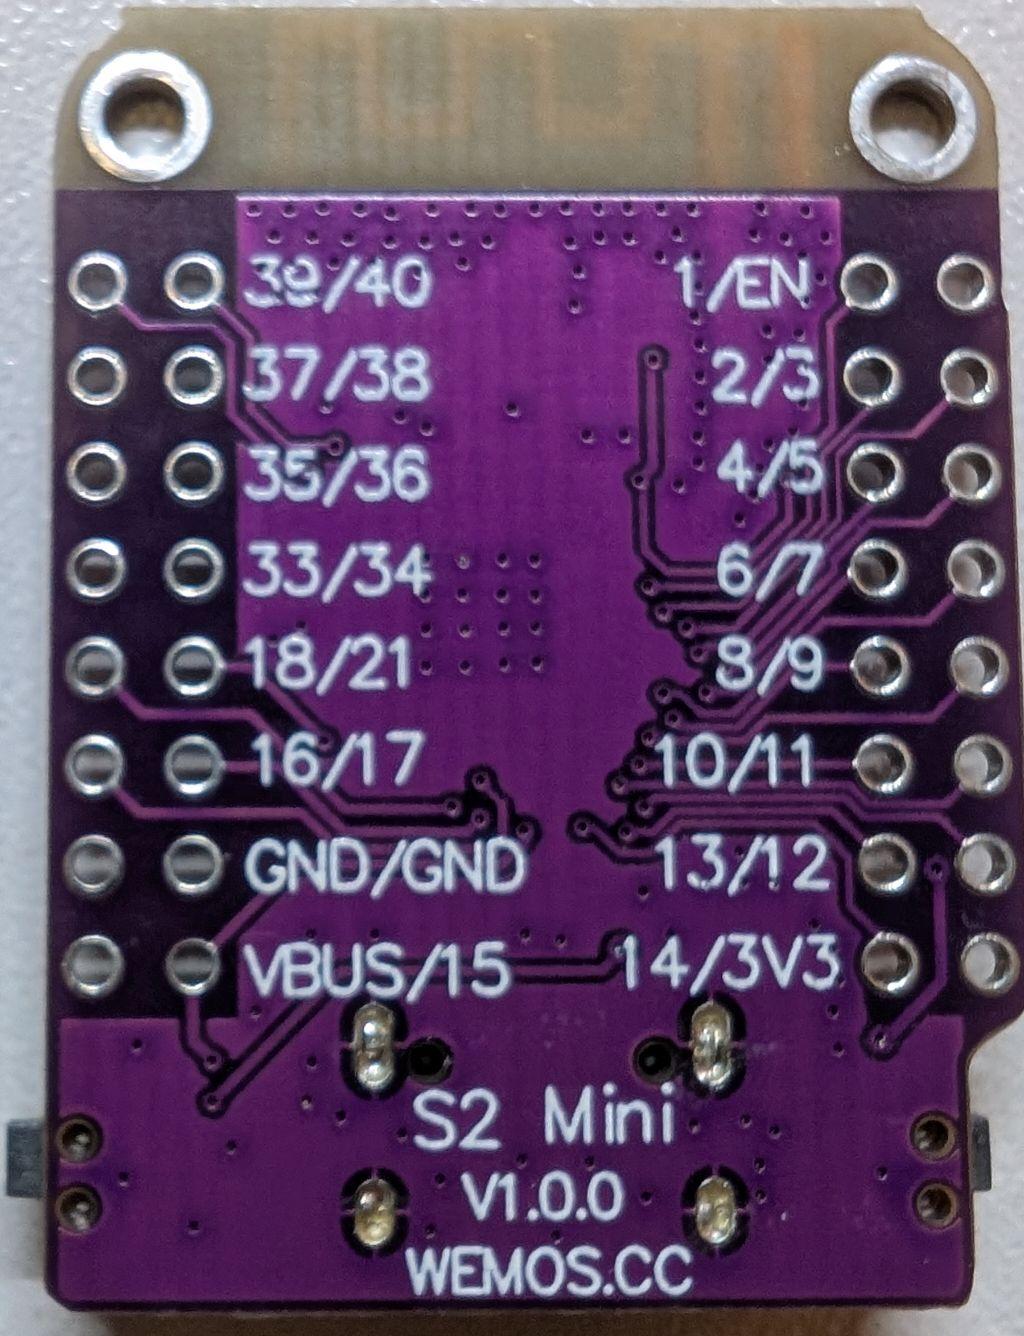 39/40 1/EN
37/38 2/3
35/36 4/5
33/34 6/7
18/21 8/9
16/17 10/11
GND/GND 13/12
VBUS/15 14/3V3
S2 Mini
V1.0.0
WEMOS.CC